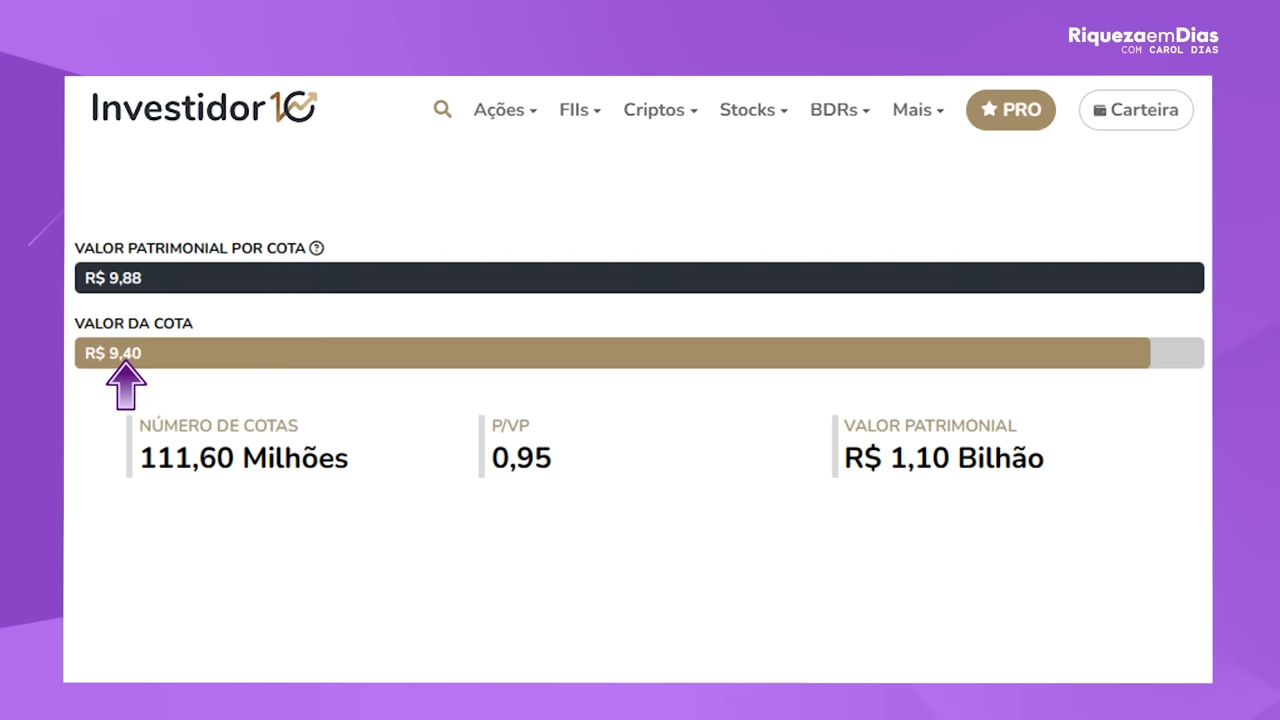 RiquezaemDias
COM CAROL DIAS
Investidor10
Ações
FIIs
Criptos
Stocks
BDRs
Mais
PRO
Carteira
VALOR PATRIMONIAL POR COTA ?
R$ 9,88
VALOR DA COTA
R$ 9,40
NÚMERO DE COTAS
111,60 Milhões
P/VP
0,95
VALOR PATRIMONIAL
R$ 1,10 Bilhão